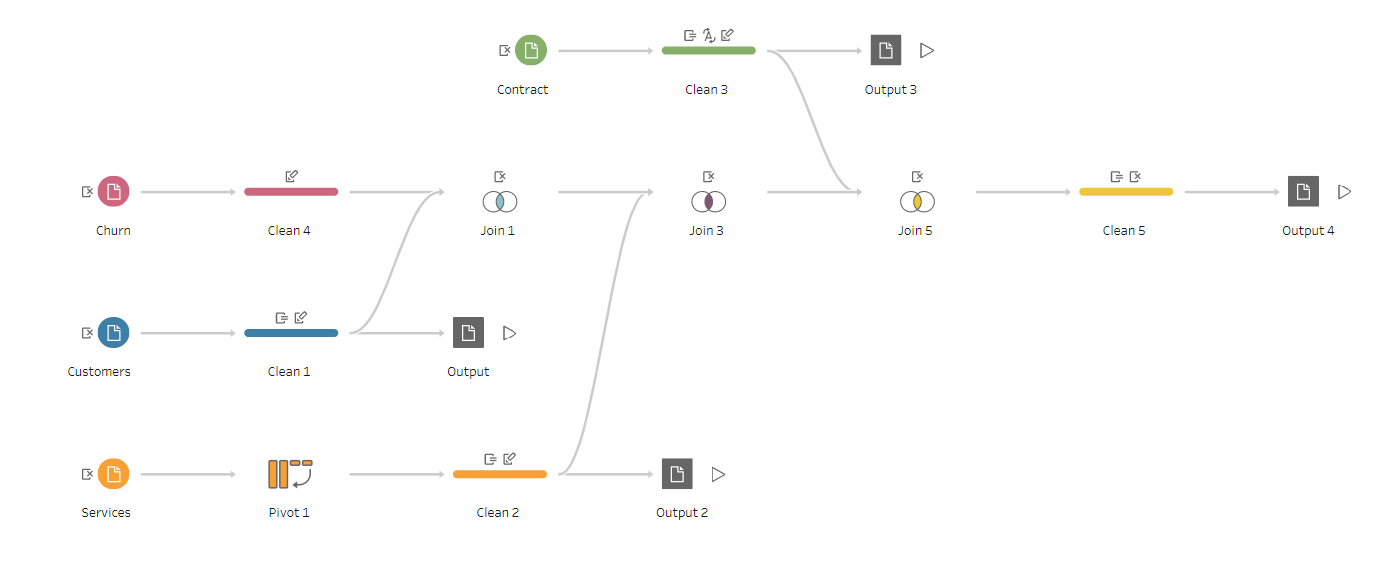 Contract
Clean 3
Output 3
Churn
Clean 4
Join 1
Join 3
Join 5
Clean 5
Output 4
Customers
Clean 1
Output
Services
Pivot 1
Clean 2
Output 2